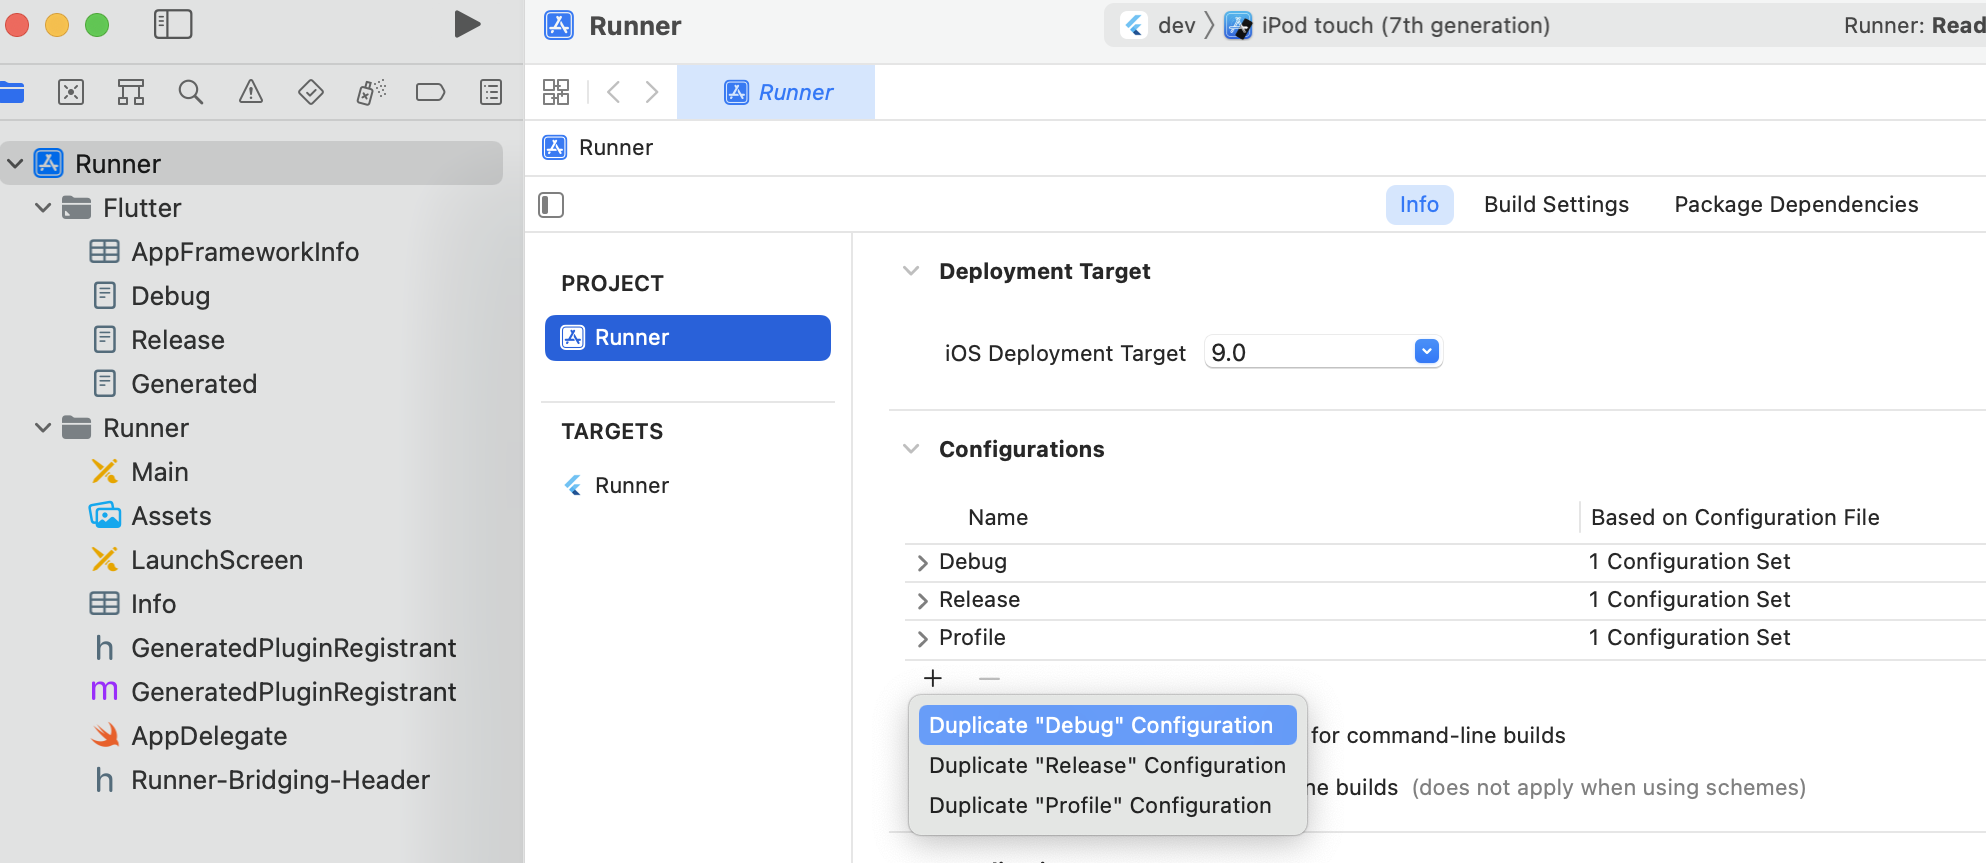 Runner
dev
iPod touch (7th generation)
Runner:
Runner
Runner
Info
Build Settings
Package Dependencies
Runner
Flutter
AppFrameworkInfo
Debug
Release
Generated
Runner
Main
Assets
LaunchScreen
Info
h GeneratedPluginRegistrant
m GeneratedPluginRegistrant
AppDelegate
h Runner-Bridging-Header
PROJECT
Runner
TARGETS
Runner
Deployment Target
iOS Deployment Target 9.0
Configurations
Name Based on Configuration File
Debug 1 Configuration Set
Release 1 Configuration Set
Profile 1 Configuration Set
Duplicate "Debug" Configuration
Duplicate "Release" Configuration
Duplicate "Profile" Configuration
for command-line builds
builds (does not apply when using schemes)